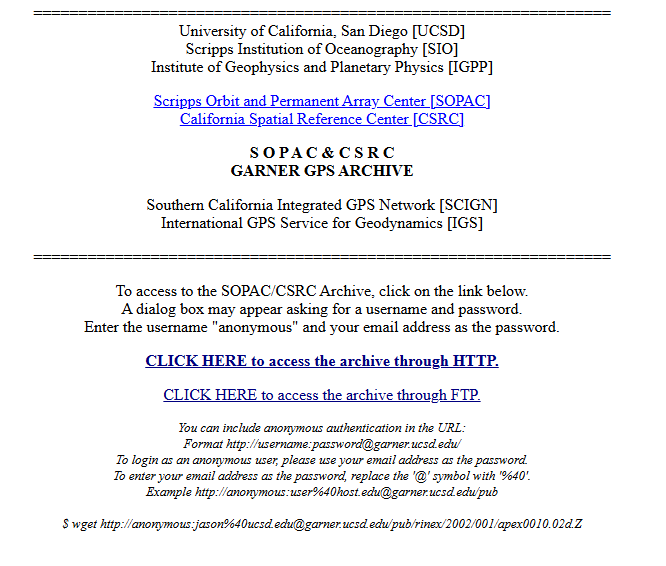 ================================================================
University of California, San Diego [UCSD]
Scripps Institution of Oceanography [SIO]
Institute of Geophysics and Planetary Physics [IGPP]
Scripps Orbit and Permanent Array Center [SOPAC]
California Spatial Reference Center [CSRC]
S O P A C & C S R C
GARNER GPS ARCHIVE
Southern California Integrated GPS Network [SCIGN]
International GPS Service for Geodynamics [IGS]
================================================================
To access to the SOPAC/CSRC Archive, click on the link below.
A dialog box may appear asking for a username and password.
Enter the username "anonymous" and your email address as the password.
CLICK HERE to access the archive through HTTP.
CLICK HERE to access the archive through FTP.
You can include anonymous authentication in the URL:
Format http://username:password@garner.ucsd.edu/
To login as an anonymous user, please use your email address as the password.
To enter your email address as the password, replace the '@' symbol with '%40'.
Example http://anonymous:user%40host.edu@garner.ucsd.edu/pub
$ wget http://anonymous:jason%40ucsd.edu@garner.ucsd.edu/pub/rinex/2002/001/apex0010.02d.Z